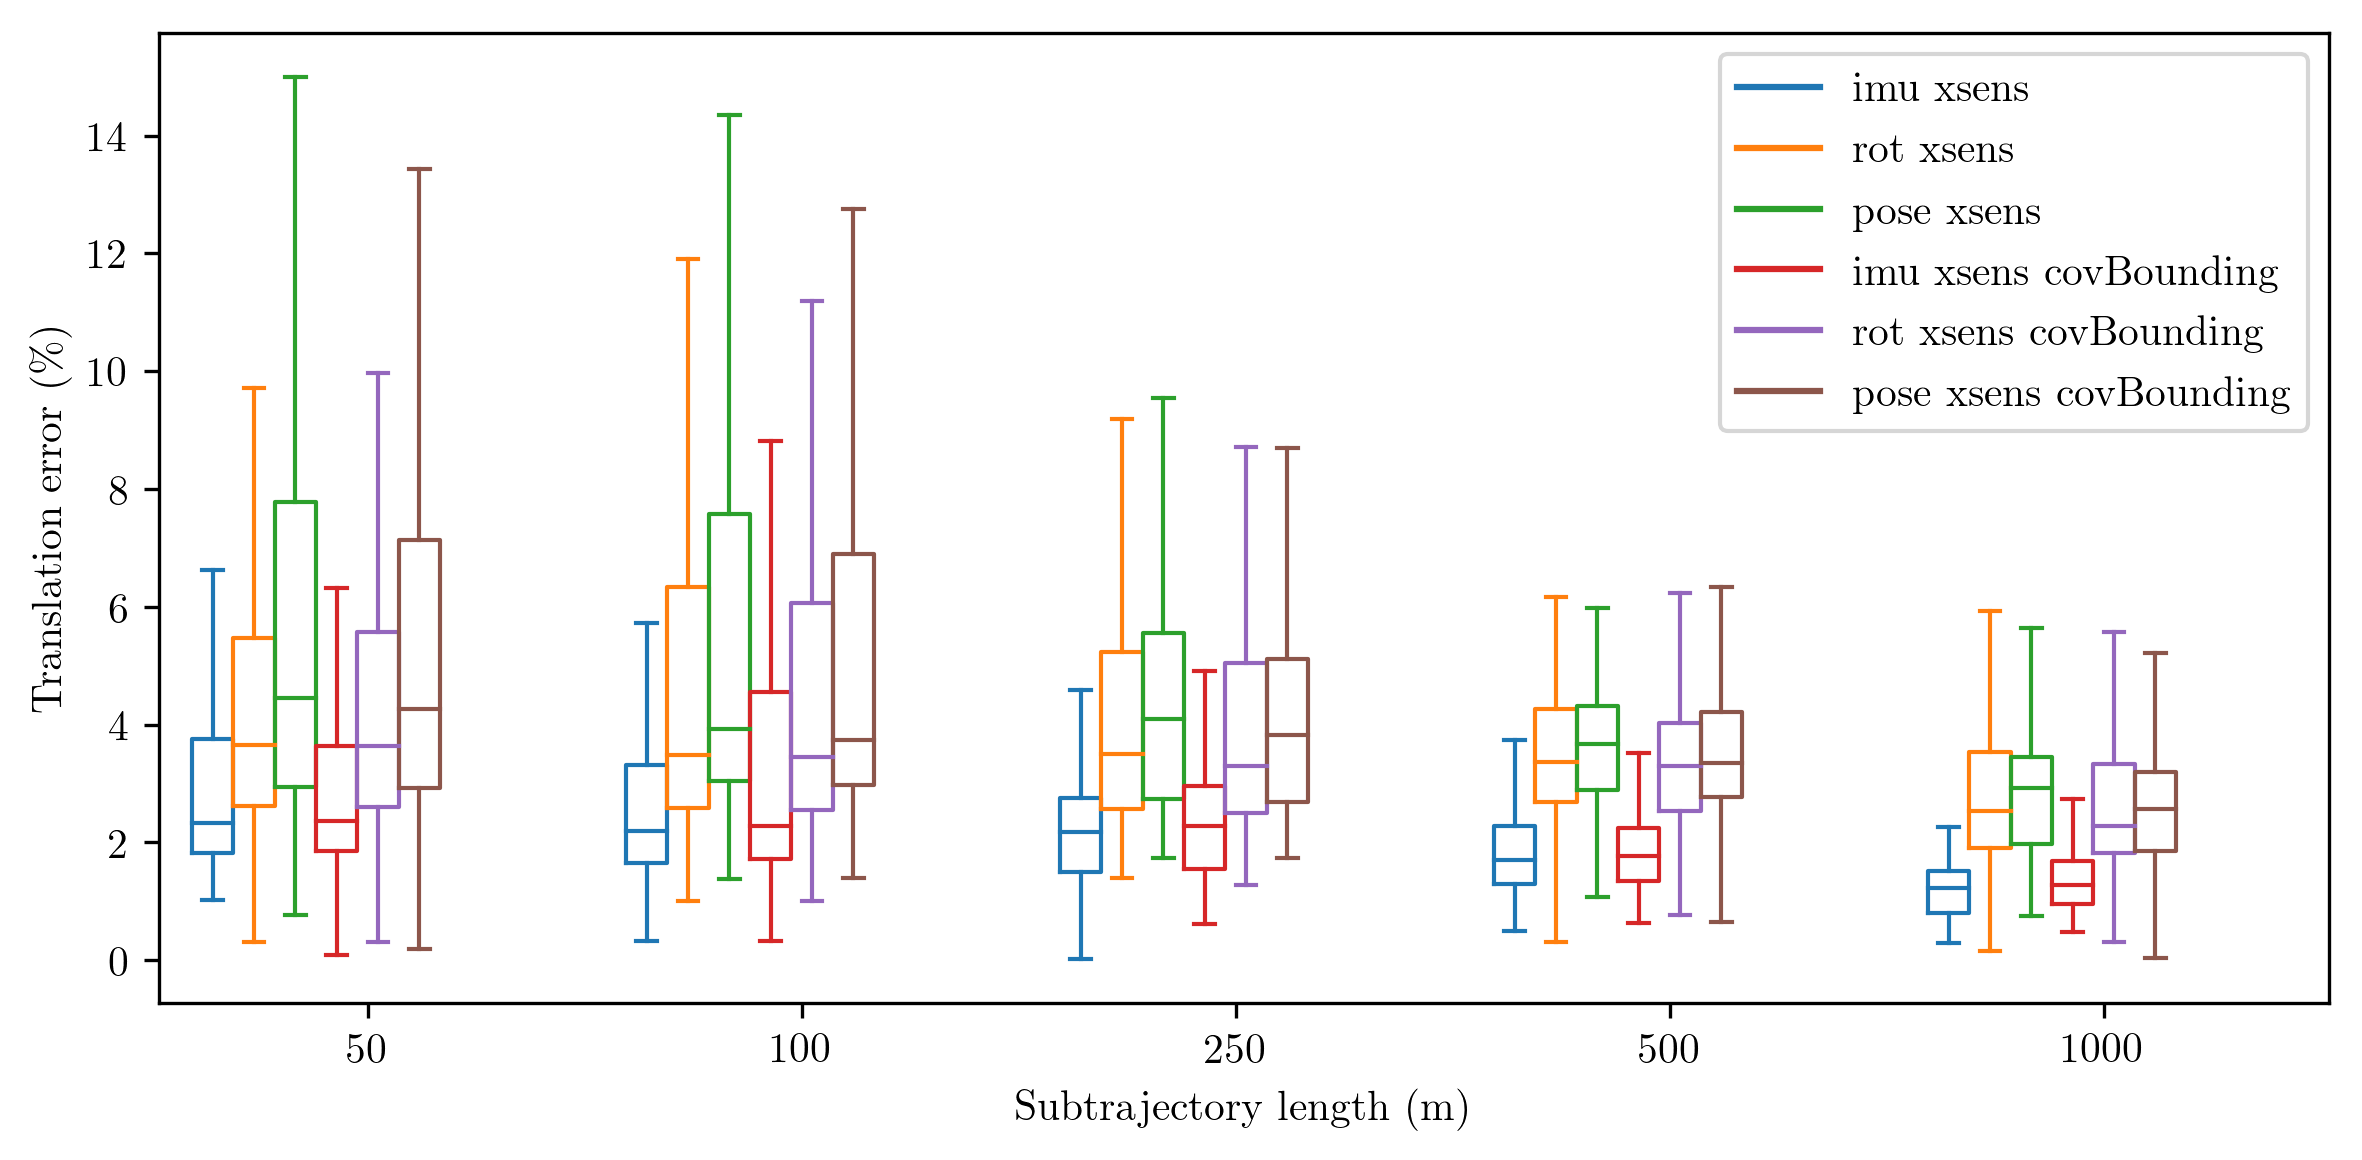 Translation error (%)
14
12
10
8
6
4
2
0
50 100 250 500 1000
Subtrajectory length (m)
imu xsens
rot xsens
pose xsens
imu xsens covBounding
rot xsens covBounding
pose xsens covBounding